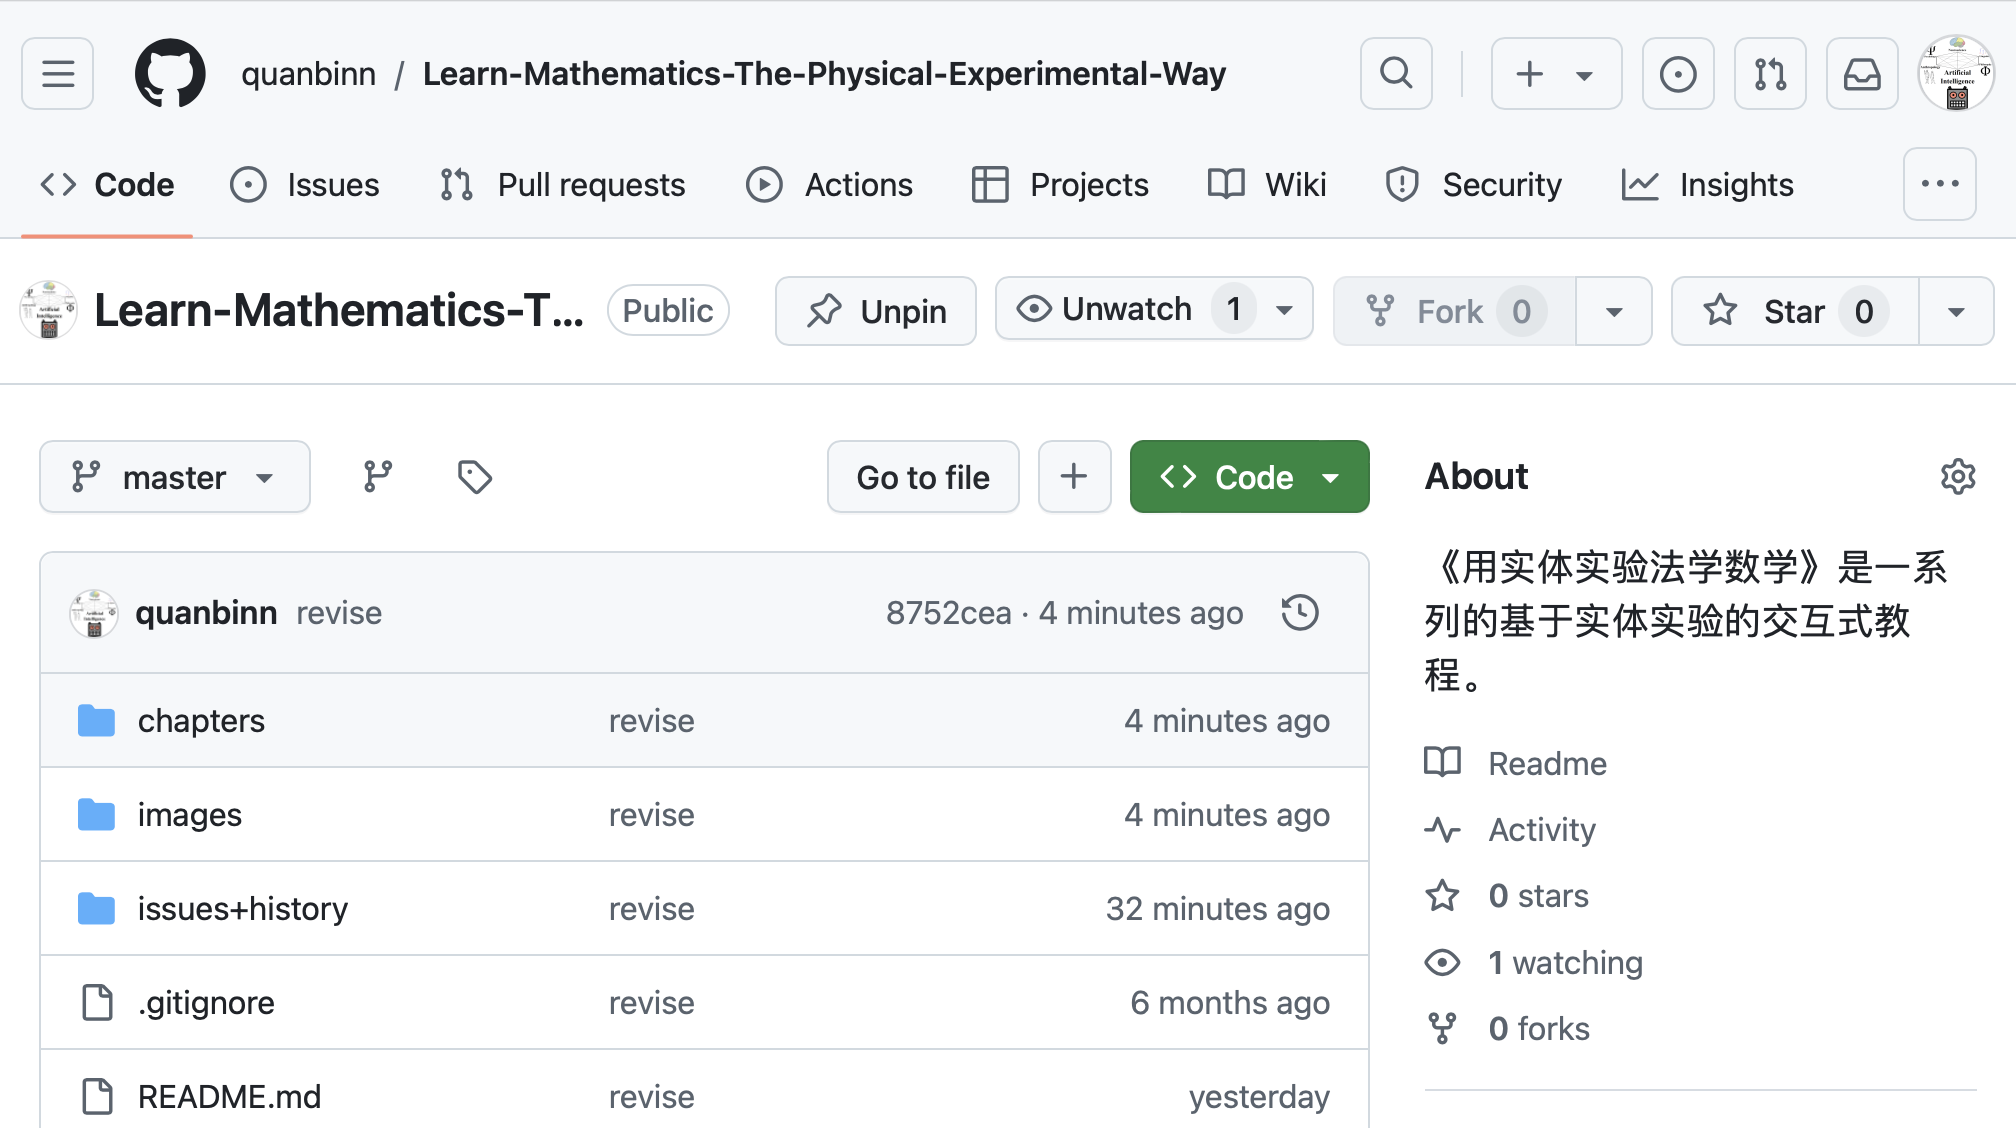 quanbinn / Learn-Mathematics-The-Physical-Experimental-Way
Code Issues Pull requests Actions Projects Wiki Security Insights
Learn-Mathematics-T... Public Unpin Unwatch 1 Fork 0 Star 0
master Go to file Code
quanbinn revise 8752cea · 4 minutes ago
chapters revise 4 minutes ago
images revise 4 minutes ago
issues+history revise 32 minutes ago
.gitignore revise 6 months ago
README.md revise yesterday
About
《用实体实验法学数学》是一系
列的基于实体实验的交互式教
程。
Readme
Activity
0 stars
1 watching
0 forks
Artificial
Intelligence